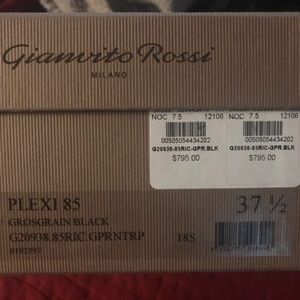 Gianvito Rossi
MILANO
NOC 7.5 12106
00505054434202
G20938-85RIC-GPR.BLK
$795.00
NOC 7.5 12106
00505054434202
G20938-85RIC-GPR.BLK
$795.00
PLEXI 85
37 ½
GROSGRAIN BLACK
G20938.85RIC.GPRNTRP
18S
0192397